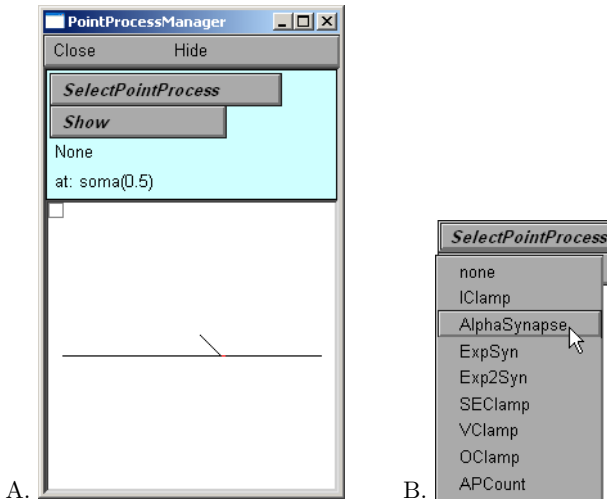 PointProcessManager
Close Hide
SelectPointProcess
Show
None
at: soma(0.5)
A.
SelectPointProcess
none
IClamp
AlphaSynapse
ExpSyn
Exp2Syn
SEClamp
VClamp
OClamp
APCount
B.